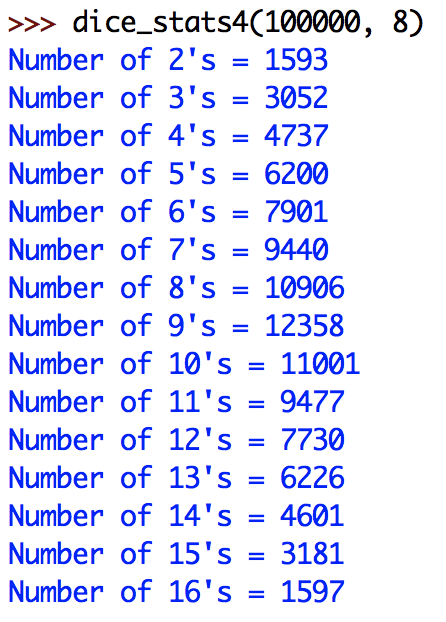 >>> dice_stats4(100000, 8)
Number of 2's = 1593
Number of 3's = 3052
Number of 4's = 4737
Number of 5's = 6200
Number of 6's = 7901
Number of 7's = 9440
Number of 8's = 10906
Number of 9's = 12358
Number of 10's = 11001
Number of 11's = 9477
Number of 12's = 7730
Number of 13's = 6226
Number of 14's = 4601
Number of 15's = 3181
Number of 16's = 1597